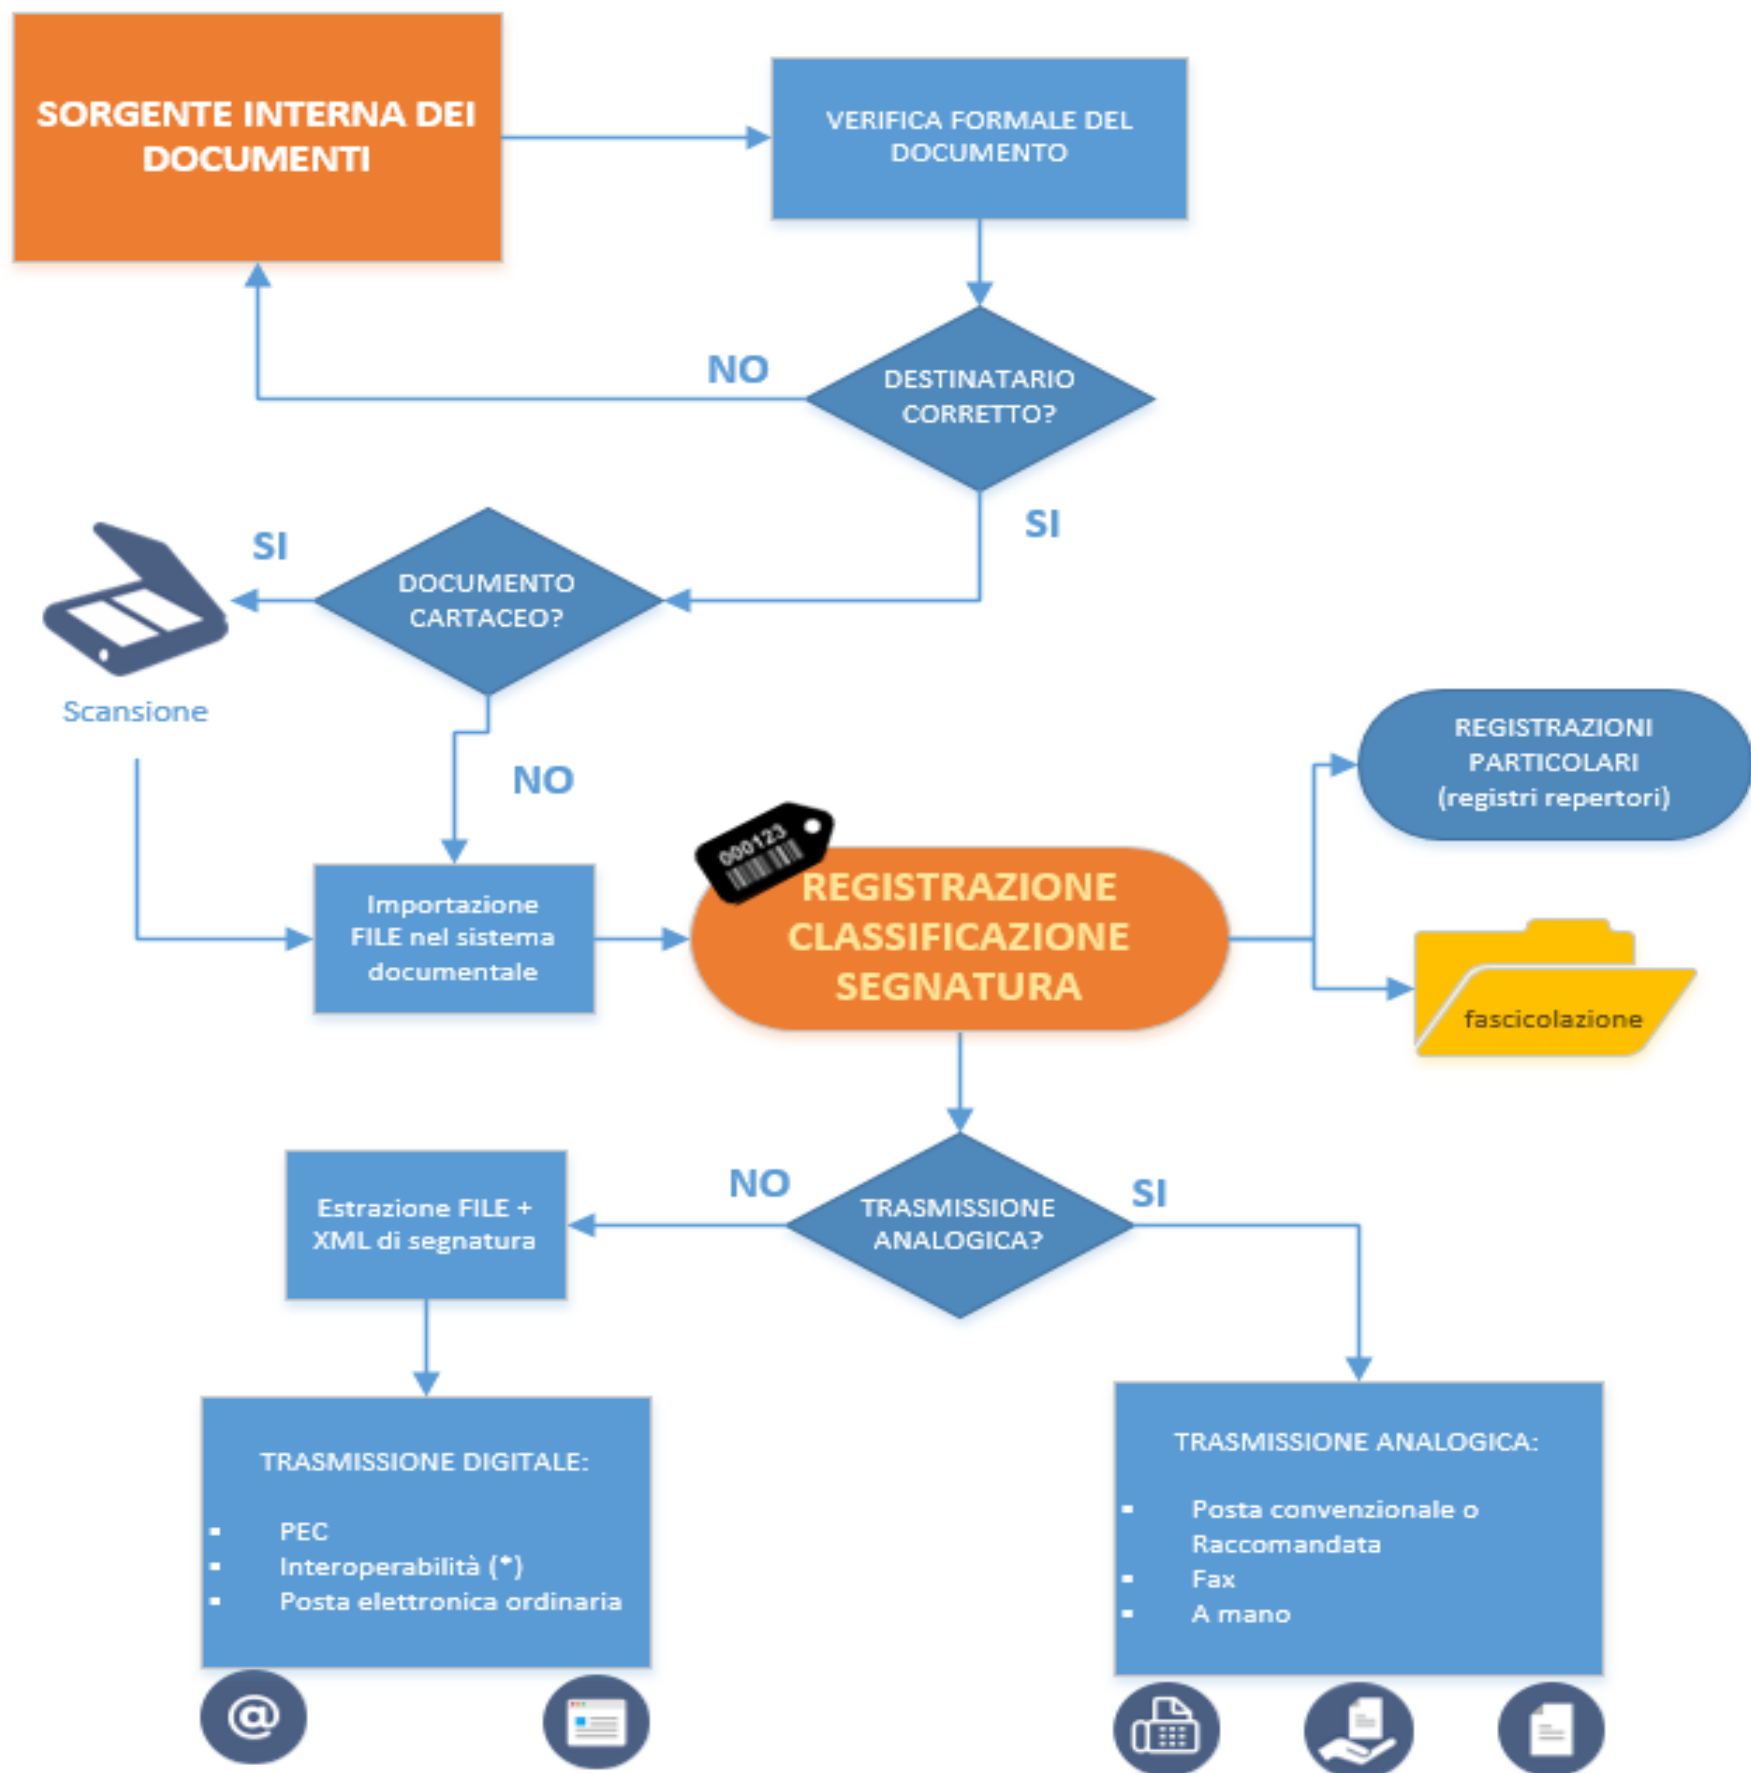 SORGENTE INTERNA DEI
DOCUMENTI
VERIFICA FORMALE DEL
DOCUMENTO
NO
DESTINATARIO
CORRETTO?
SI
SI
DOCUMENTO
CARTACEO?
Scansione
NO
REGISTRAZIONI
PARTICOLARI
(registri repertori)
000123
Importazione
FILE nel sistema
documentale
REGISTRAZIONE
CLASSIFICAZIONE
SEGNATURA
fascicolazione
NO
SI
Estrazione FILE +
XML di segnatura
TRASMISSIONE
ANALOGICA?
TRASMISSIONE DIGITALE:
▪ PEC
▪ Interoperabilità (*)
▪ Posta elettronica ordinaria
@
TRASMISSIONE ANALOGICA:
▪ Posta convenzionale o
Raccomandata
▪ Fax
▪ A mano